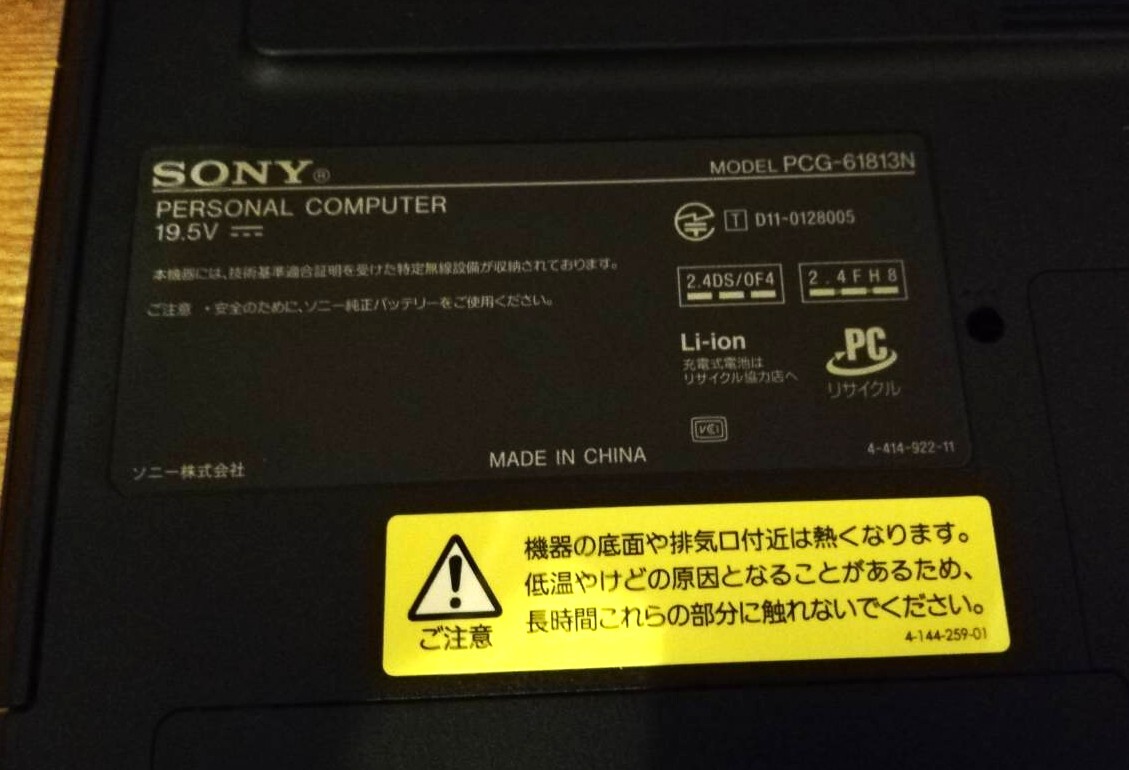 SONY®
MODEL PCG-61813N
PERSONAL COMPUTER
19.5V
T D11-0128005
本機器には、技術基準適合証明を受けた特定無線設備が収納されております。
2.4DS/OF4
2.4FH8
ご注意 ・安全のために、ソニー純正バッテリーをご使用ください。
Li-ion
充電式電池は
リサイクル協力店へ
PC
リサイクル
VCI
4-414-922-11
MADE IN CHINA
ソニー株式会社
機器の底面や排気口付近は熱くなります。
低温やけどの原因となることがあるため、
長時間これらの部分に触れないでください。
ご注意
4-144-259-01